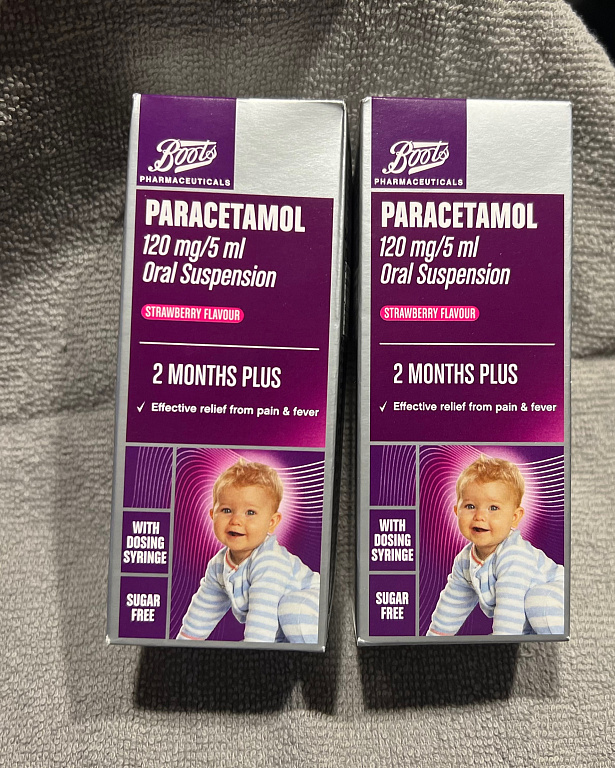 Boots
PHARMACEUTICALS
PARACETAMOL
120 mg/5 ml
Oral Suspension
STRAWBERRY FLAVOUR
2 MONTHS PLUS
✓ Effective relief from pain & fever
WITH
DOSING
SYRINGE
SUGAR
FREE
Boots
PHARMACEUTICALS
PARACETAMOL
120 mg/5 ml
Oral Suspension
STRAWBERRY FLAVOUR
2 MONTHS PLUS
✓ Effective relief from pain & fever
WITH
DOSING
SYRINGE
SUGAR
FREE